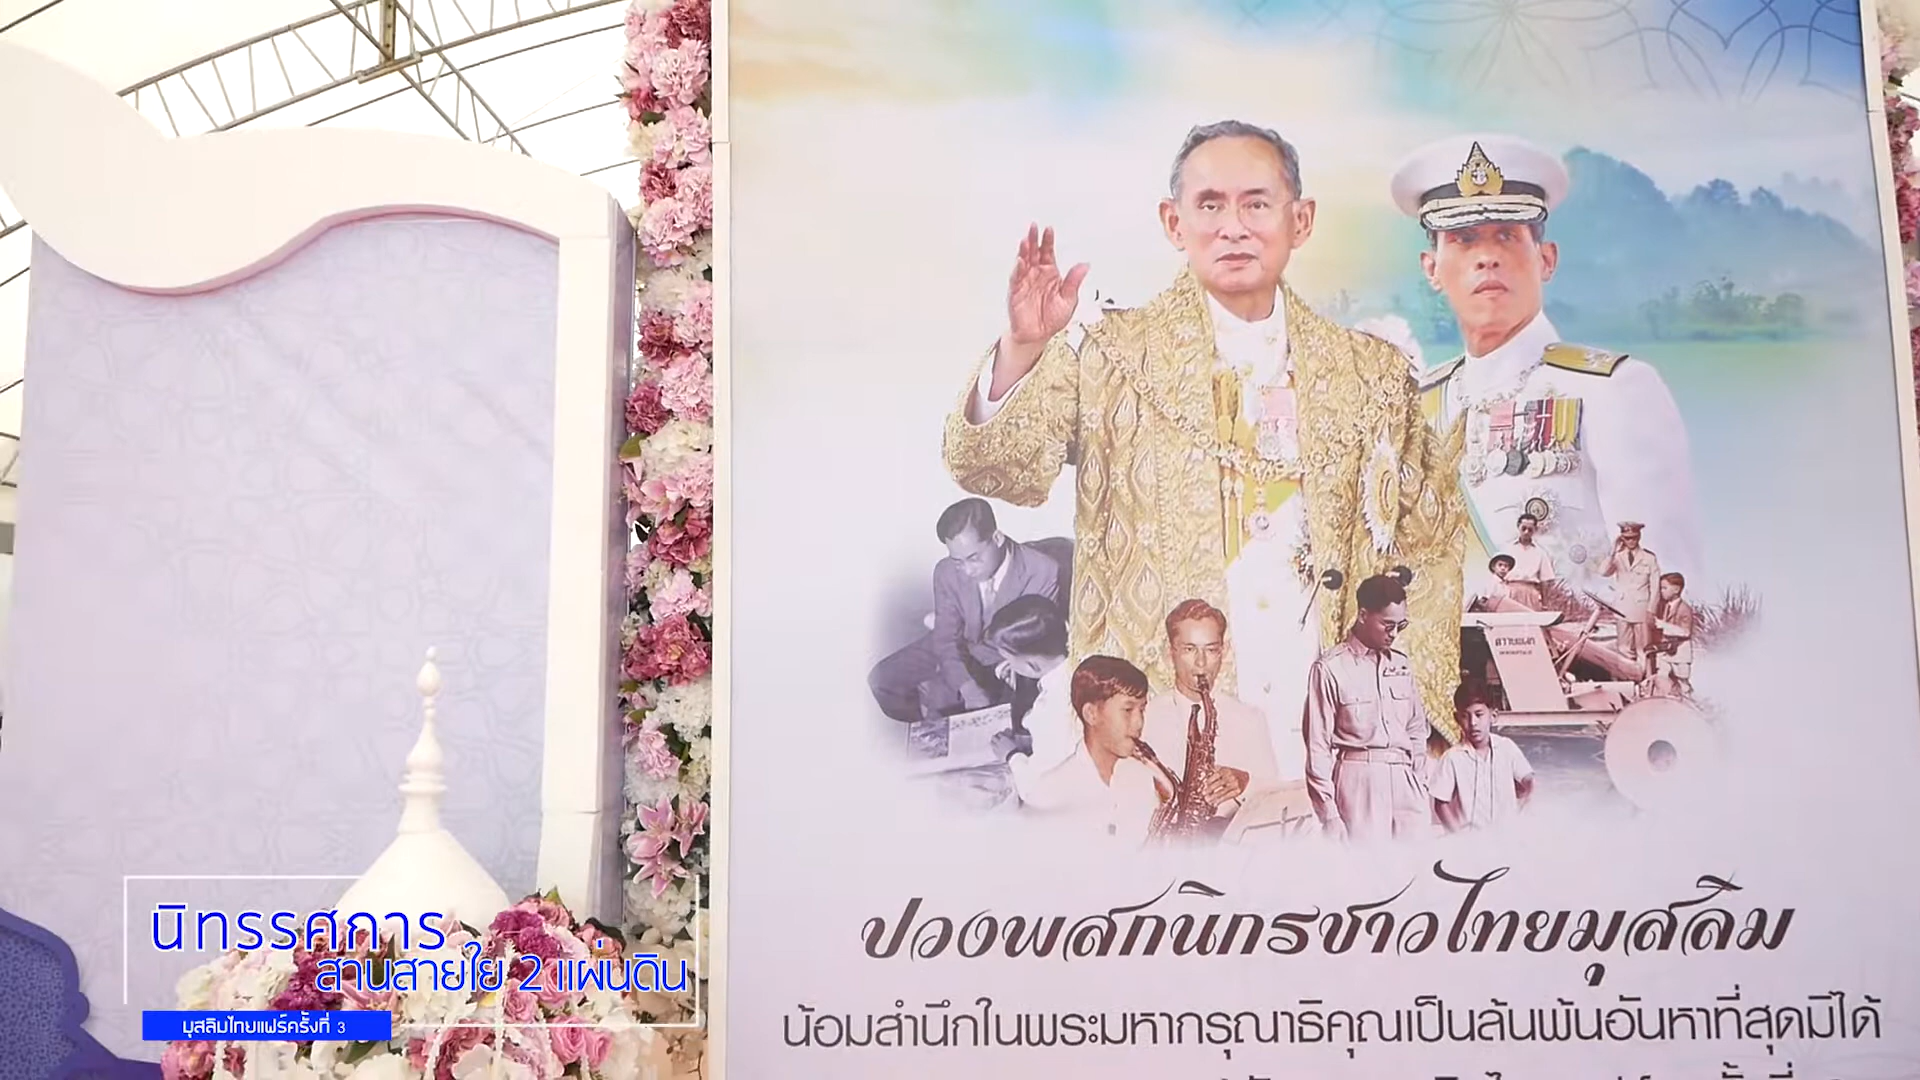 นิทรรศการ
สานสายใย 2 แผ่นดิน
มุสลิมไทยแฟร์ครั้งที่ 3
ปวงพสกนิกรชาวไทยมุสลิม
น้อมสำนึกในพระมหากรุณาธิคุณเป็นล้นพ้นอันหาที่สุดมิได้